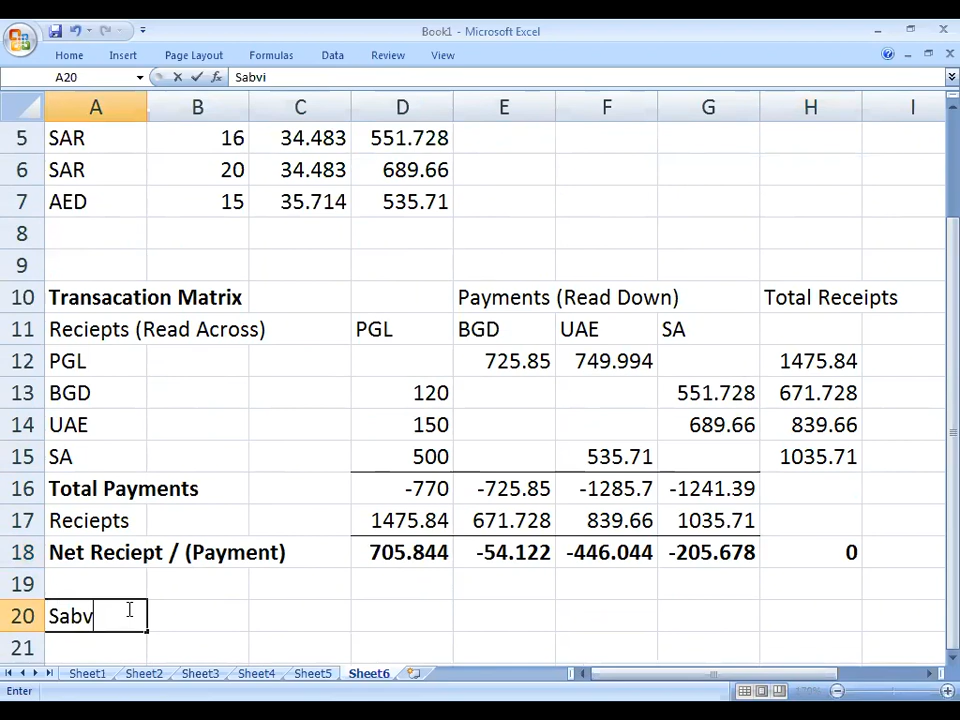 Book1 - Microsoft Excel
Home Insert Page Layout Formulas Data Review View
A20 fx Sabvi
A B C D E F G H I
5 SAR 16 34.483 551.728
6 SAR 20 34.483 689.66
7 AED 15 35.714 535.71
8
9
10 Transacation Matrix Payments (Read Down) Total Receipts
11 Reciepts (Read Across) PGL BGD UAE SA
12 PGL 725.85 749.994 1475.84
13 BGD 120 551.728 671.728
14 UAE 150 689.66 839.66
15 SA 500 535.71 1035.71
16 Total Payments -770 -725.85 -1285.7 -1241.39
17 Reciepts 1475.84 671.728 839.66 1035.71
18 Net Reciept / (Payment) 705.844 -54.122 -446.044 -205.678 0
19
20 Sabv
21
Sheet1 Sheet2 Sheet3 Sheet4 Sheet5 Sheet6
Enter